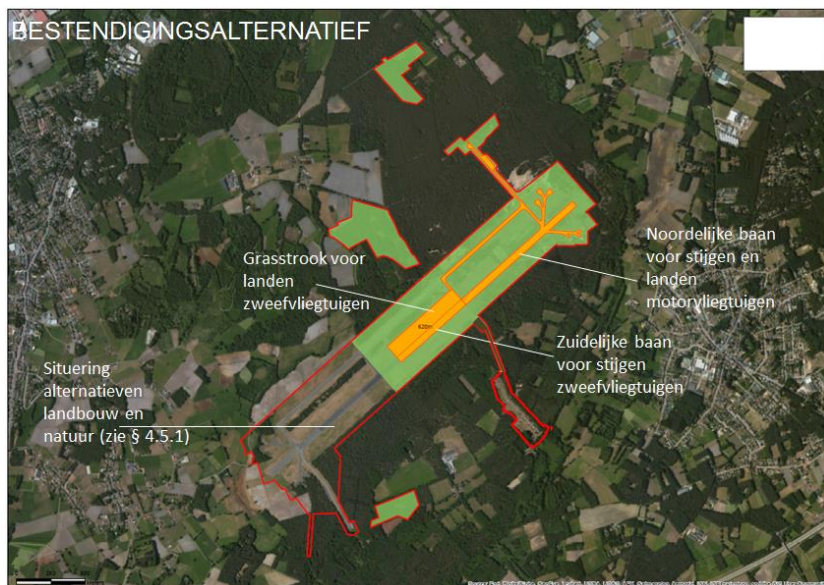 BESTENDIGINGSALTERNATIEF
Grasstrook voor
landen
zweefvliegtuigen
Noordelijke baan
voor stijgen en
landen
motorvliegtuigen
620m
Zuidelijke baan
voor stijgen
zweefvliegtuigen
Situering
alternatieven
landbouw en
natuur (zie § 4.5.1)